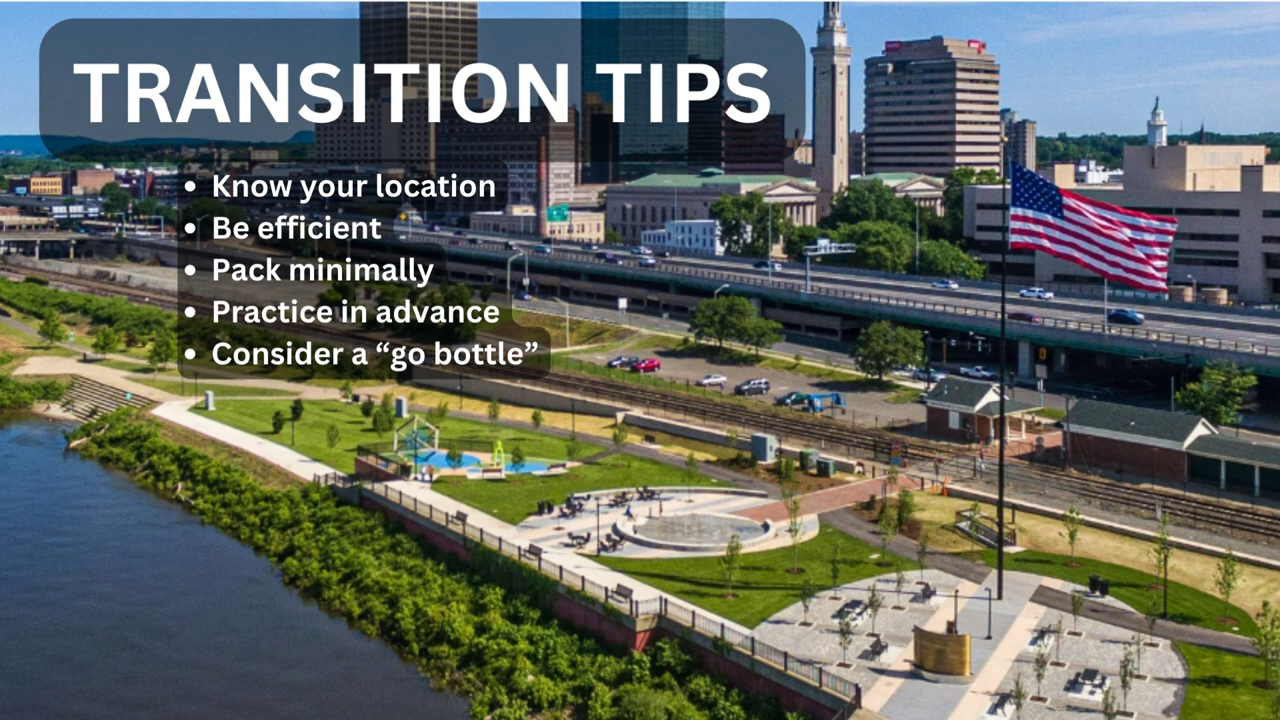 TRANSITION TIPS
• Know your location
• Be efficient
• Pack minimally
• Practice in advance
• Consider a “go bottle”